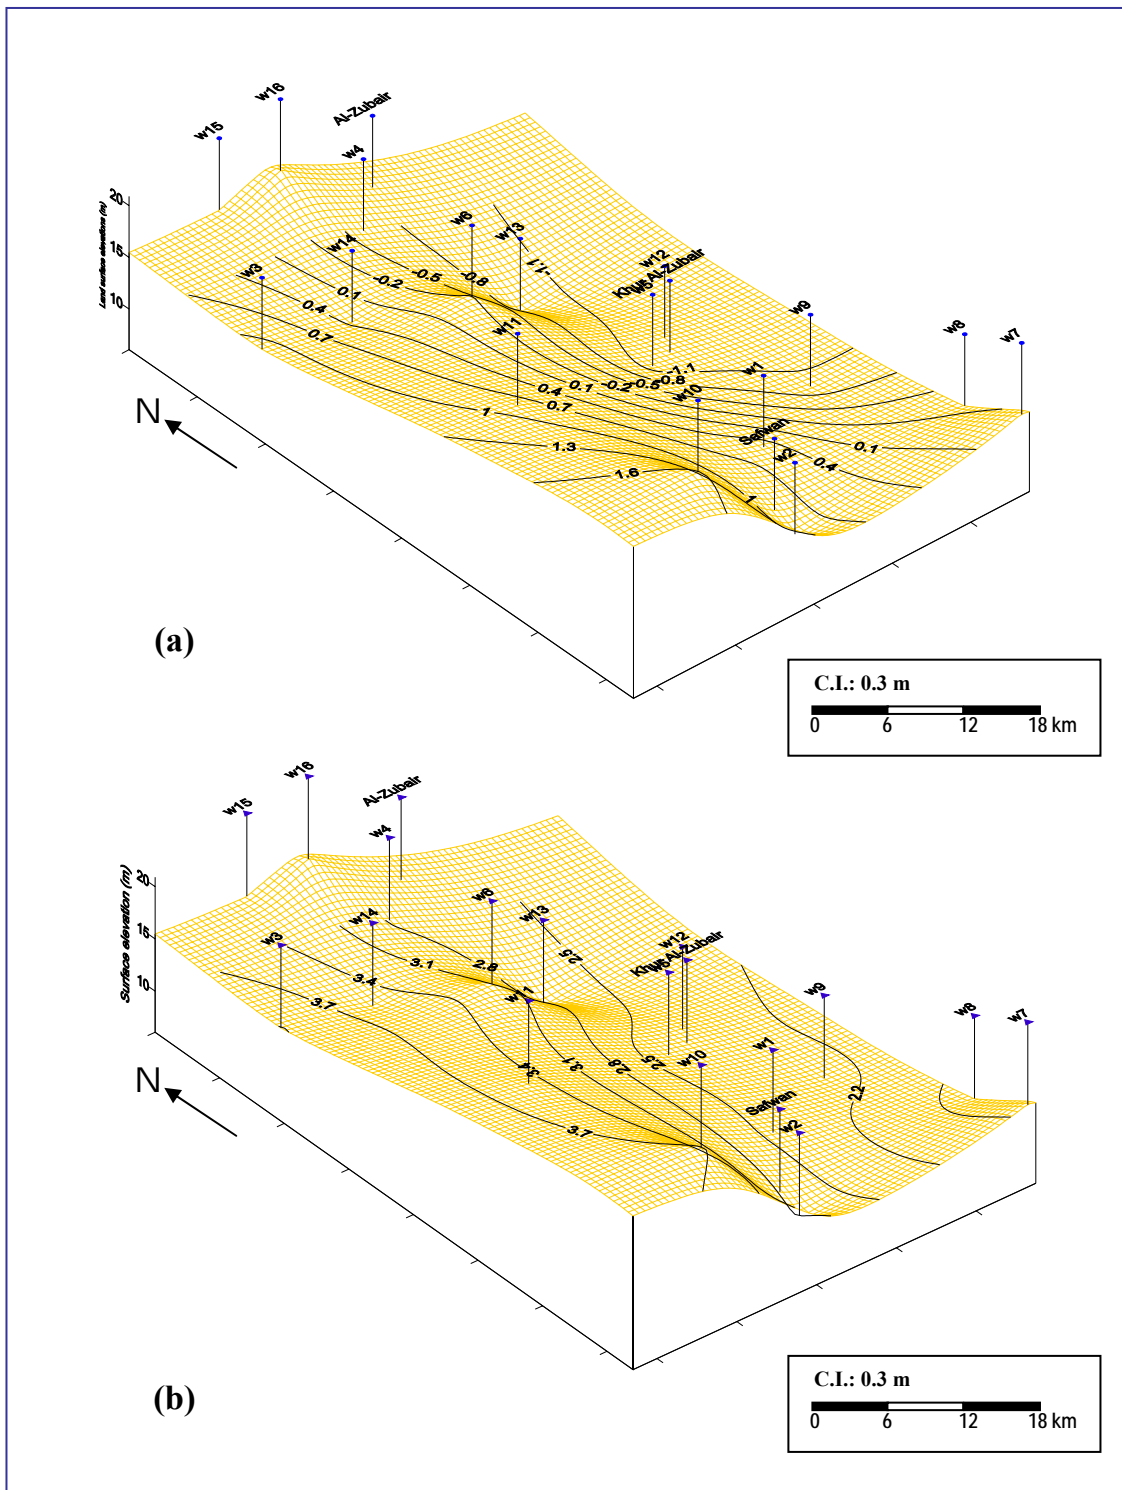 w16
w15
Al-Zubair
w4
20
15
10
Land surface elevations (m)
w6
w13
w14
w3
-1.1
-0.8
-0.5
-0.2
0.1
0.4
0.7
w12
Khur Al-Zubair
w5
w9
w8
w7
w11
w1
w10
-1.1
-0.8
-0.5
-0.2
0.1
0.4
0.7
1
1.3
1.6
Safwan
w2
0.1
0.4
1
N
(a)
C.I.: 0.3 m
0 6 12 18 km
w16
w15
Al-Zubair
w4
20
15
10
Surface elevation (m)
w6
w13
w14
w3
25
2.8
3.1
3.4
3.7
w12
Khur Al-Zubair
w5
w9
w8
w7
w11
w1
w10
2.5
2.8
3.1
3.4
3.7
2.2
Safwan
w2
N
(b)
C.I.: 0.3 m
0 6 12 18 km